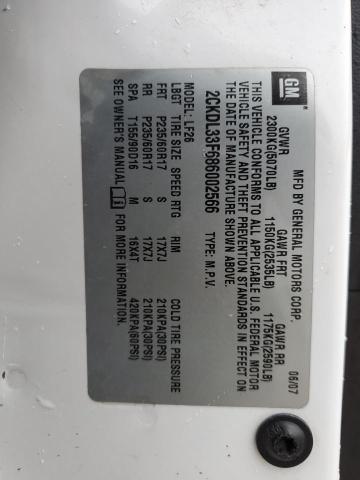 GM
MFD BY GENERAL MOTORS CORP. 06/07
GVWR GAWR FRT GAWR RR
2300KG(5070LB) 1150KG(2535LB) 1175KG(2590LB)
THIS VEHICLE CONFORMS TO ALL APPLICABLE U.S. FEDERAL MOTOR
VEHICLE SAFETY AND THEFT PREVENTION STANDARDS IN EFFECT ON
THE DATE OF MANUFACTURE SHOWN ABOVE.
2CKDL33F686002566 TYPE: M.P.V.
MODEL: LF26
LBGT TIRE SIZE SPEED RTG RIM COLD TIRE PRESSURE
FRT P235/60R17 S 17X7J 210KPA(30PSI)
RR P235/60R17 S 17X7J 210KPA(30PSI)
SPA T155/90D16 M 16X4T 420KPA(60PSI)
SEE OWNER'S MANUAL